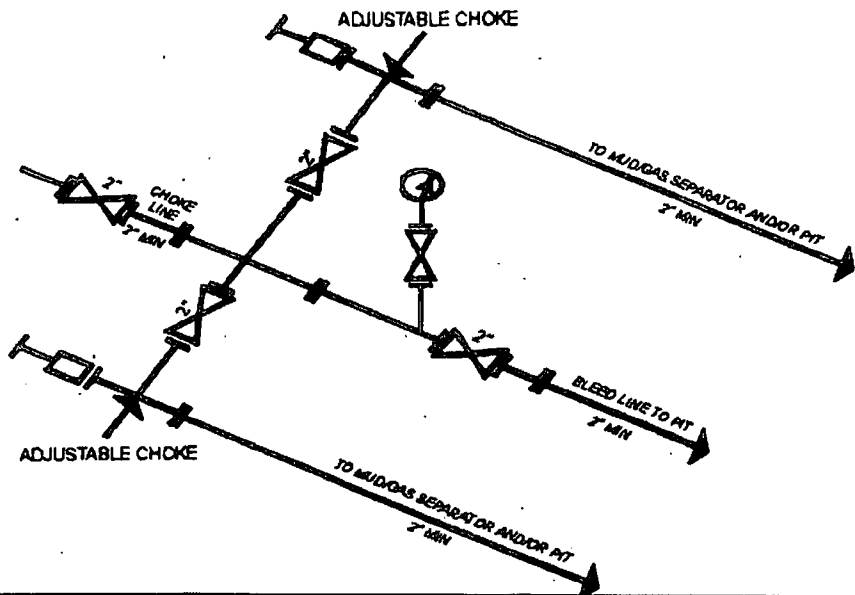 ADJUSTABLE CHOKE
2"
TO MUD/GAS SEPARATOR AND/OR PIT
2" MIN
2"
CHOKE
LINE
2" MIN
2"
2"
BLEED LINE TO PIT
2" MIN
ADJUSTABLE CHOKE
TO MUD/GAS SEPARATOR AND/OR PIT
2" MIN